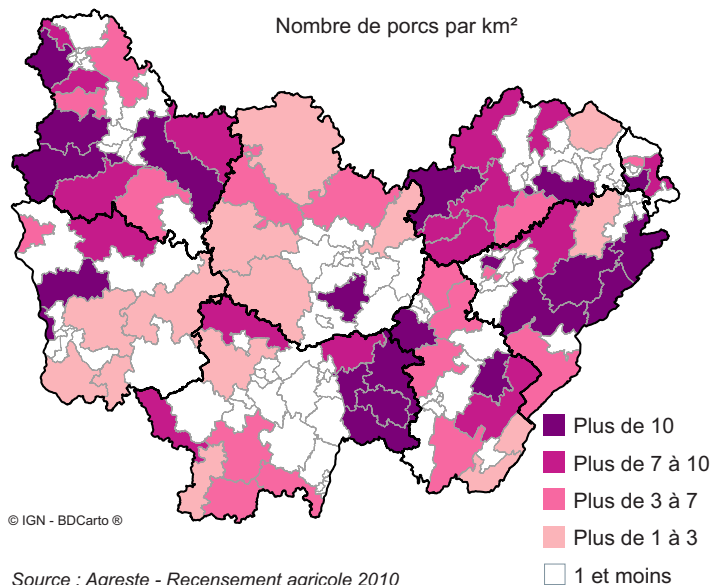 Nombre de porcs par km²
Plus de 10
Plus de 7 à 10
Plus de 3 à 7
Plus de 1 à 3
1 et moins
© IGN - BDCarto ®
Source : Agreste - Recensement agricole 2010